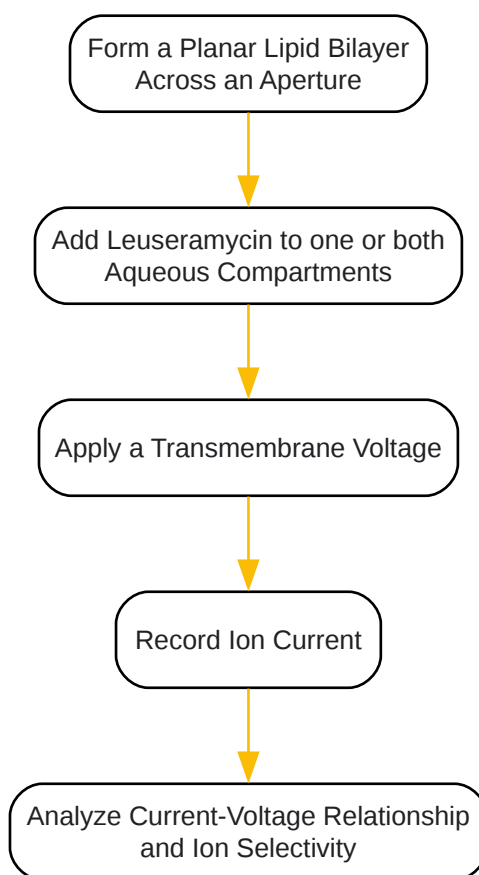 Form a Planar Lipid Bilayer
Across an Aperture
Add Leuseramycin to one or both
Aqueous Compartments
Apply a Transmembrane Voltage
Record Ion Current
Analyze Current-Voltage Relationship
and Ion Selectivity